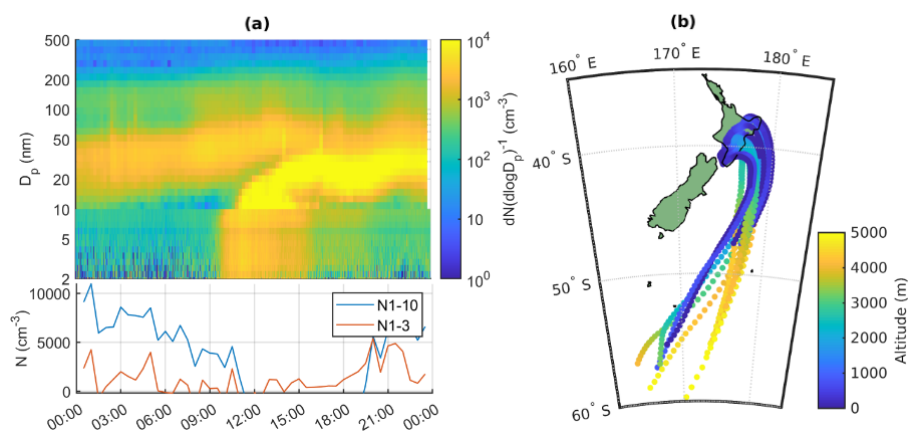 (a)
500
200
100
50
20
10
5
2
D_p (nm)
10^4
10^3
10^2
10^1
10^0
dN(dlogD_p)^-1 (cm^-3)
10000
5000
0
N (cm^-3)
N1-10
N1-3
00:00 03:00 06:00 09:00 12:00 15:00 18:00 21:00 00:00
(b)
160° E
170° E
180° E
40° S
50° S
60° S
5000
4000
3000
2000
1000
0
Altitude (m)